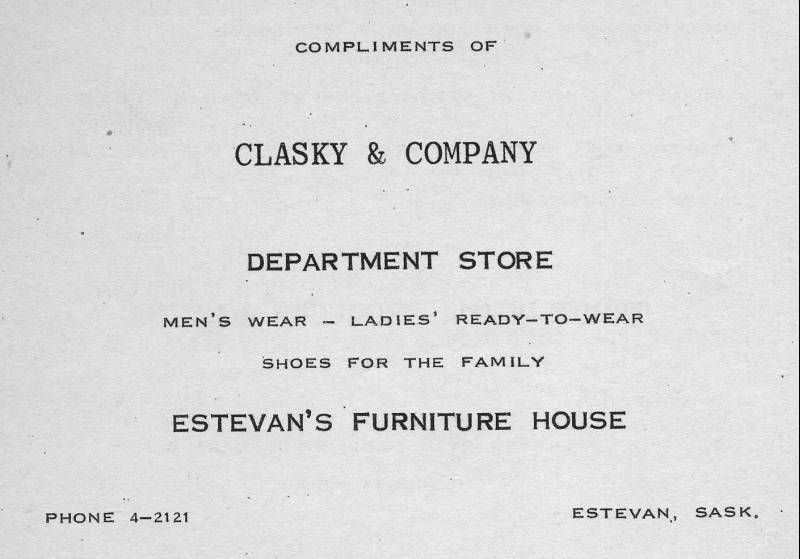 COMPLIMENTS OF
CLASKY & COMPANY
DEPARTMENT STORE
MEN'S WEAR – LADIES' READY-TO-WEAR
SHOES FOR THE FAMILY
ESTEVAN'S FURNITURE HOUSE
PHONE 4–2121
ESTEVAN, SASK.